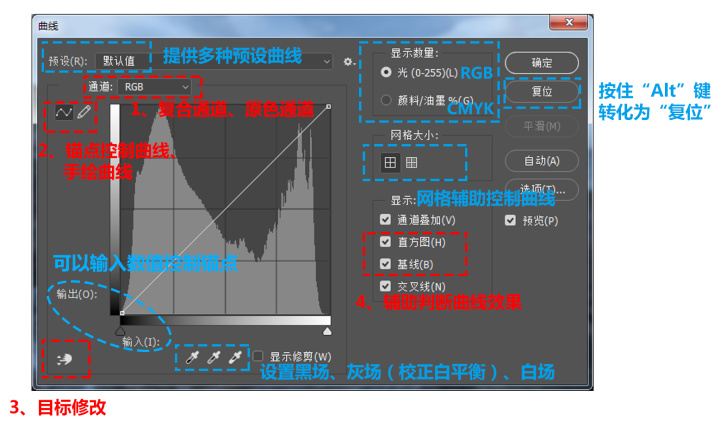 曲线
预设(R): 默认值
提供多种预设曲线
通道: RGB
1、复合通道、原色通道
2、锚点控制曲线、
手绘曲线
可以输入数值控制锚点
输出(O):
输入(I):
显示修剪(W)
设置黑场、灰场（校正白平衡）、白场
3、目标修改
显示数量:
光 (0-255)(L) RGB
颜料/油墨 %(G)
CMYK
网格大小:
网格辅助控制曲线
显示:
通道叠加(V)
直方图(H)
基线(B)
交叉线(N)
4、辅助判断曲线效果
确定
复位
按住“Alt”键
转化为“复位”
平滑(M)
自动(A)
选项(T)...
预览(P)